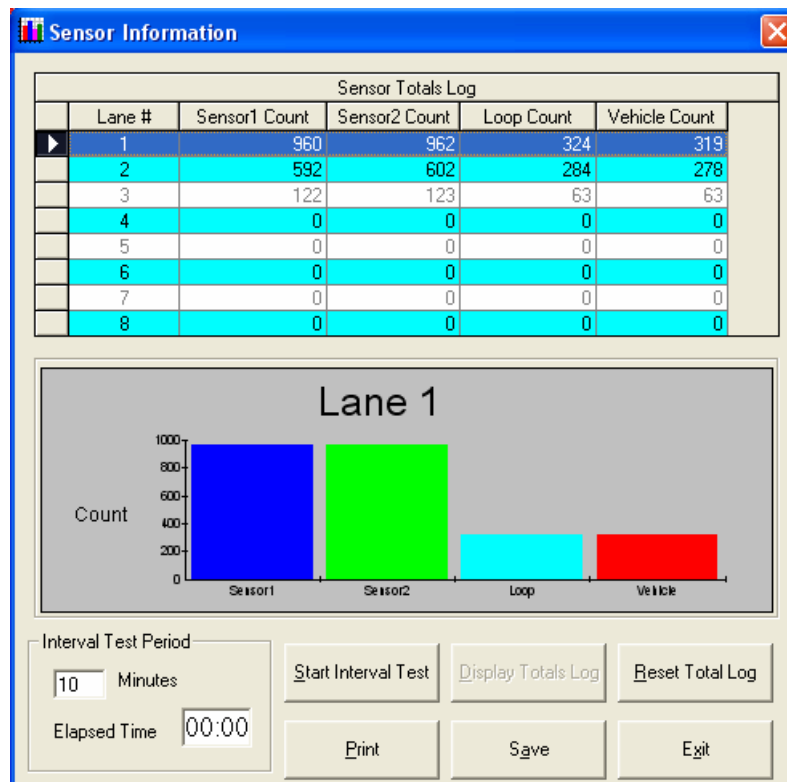 Sensor Information
Sensor Totals Log
Lane # Sensor1 Count Sensor2 Count Loop Count Vehicle Count
1 960 962 324 319
2 592 602 284 278
3 122 123 63 63
4 0 0 0 0
5 0 0 0 0
6 0 0 0 0
7 0 0 0 0
8 0 0 0 0
Lane 1
1000
800
600
Count
400
200
0
Sensor1 Sensor2 Loop Vehicle
Interval Test Period
10 Minutes
Elapsed Time 00:00
Start Interval Test Display Totals Log Reset Total Log
Print Save Exit